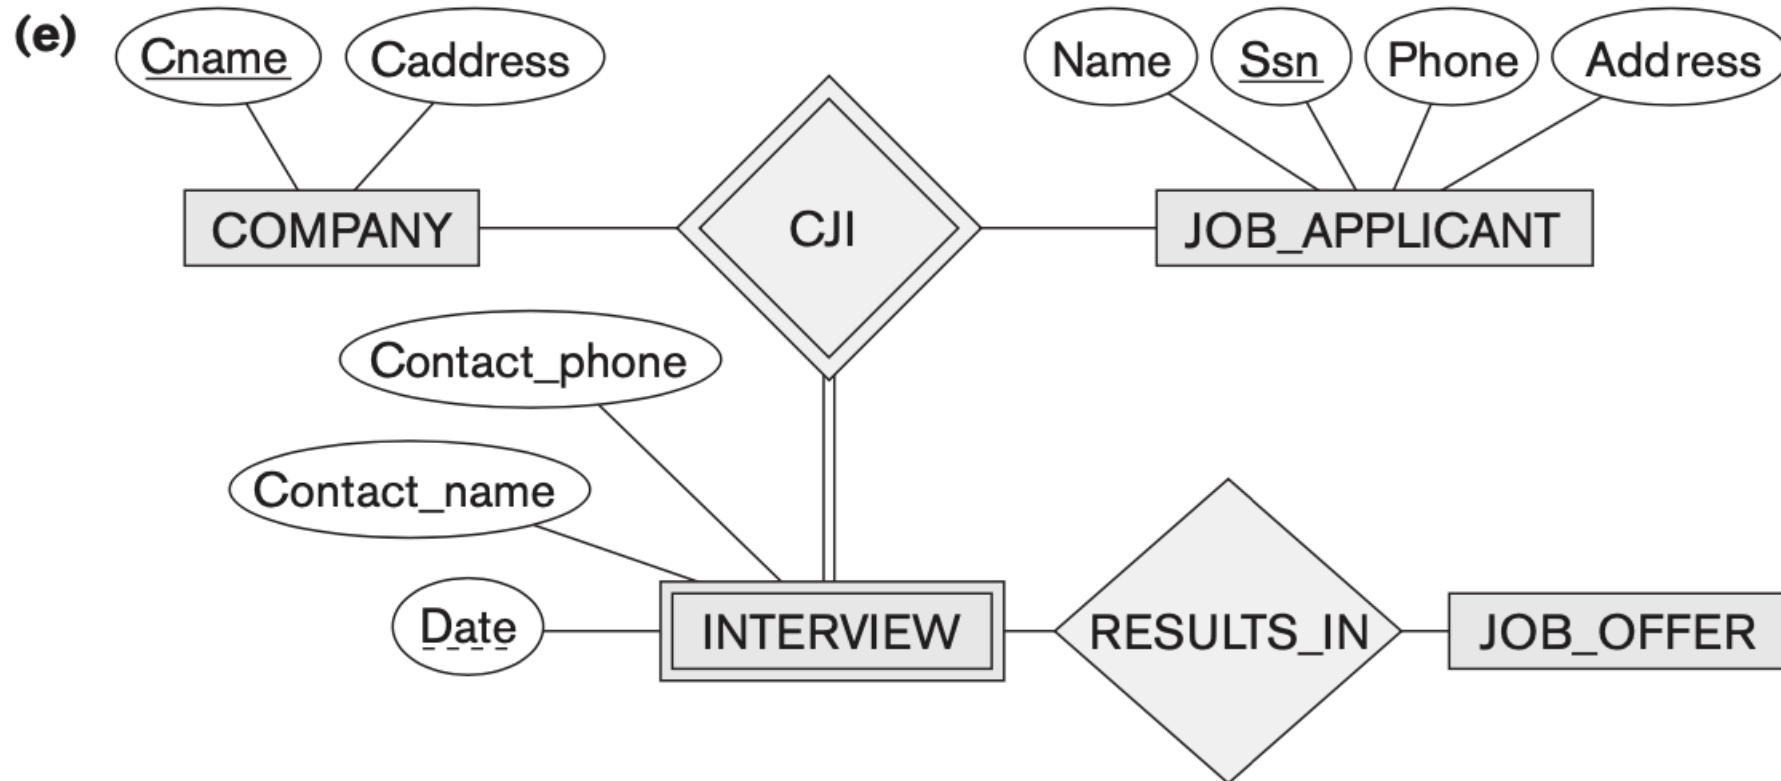 (e)
Cname Caddress Name Ssn Phone Address
COMPANY CJI JOB_APPLICANT
Contact_phone
Contact_name
Date INTERVIEW RESULTS_IN JOB_OFFER